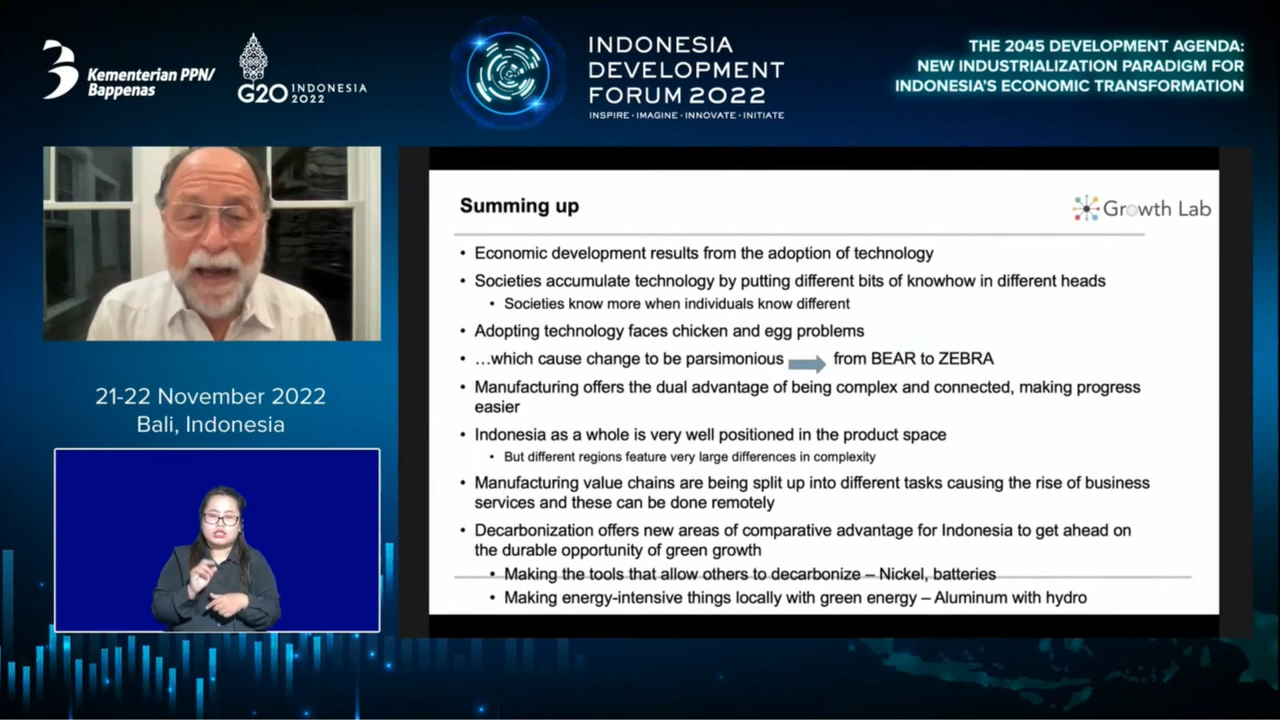 Kementerian PPN/
Bappenas
G20 INDONESIA
2022
INDONESIA
DEVELOPMENT
FORUM 2022
INSPIRE · IMAGINE · INNOVATE · INITIATE
THE 2045 DEVELOPMENT AGENDA:
NEW INDUSTRIALIZATION PARADIGM FOR
INDONESIA'S ECONOMIC TRANSFORMATION
21-22 November 2022
Bali, Indonesia
Summing up
Growth Lab
• Economic development results from the adoption of technology
• Societies accumulate technology by putting different bits of knowhow in different heads
• Societies know more when individuals know different
• Adopting technology faces chicken and egg problems
• …which cause change to be parsimonious from BEAR to ZEBRA
• Manufacturing offers the dual advantage of being complex and connected, making progress
easier
• Indonesia as a whole is very well positioned in the product space
• But different regions feature very large differences in complexity
• Manufacturing value chains are being split up into different tasks causing the rise of business
services and these can be done remotely
• Decarbonization offers new areas of comparative advantage for Indonesia to get ahead on
the durable opportunity of green growth
• Making the tools that allow others to decarbonize – Nickel, batteries
• Making energy-intensive things locally with green energy – Aluminum with hydro